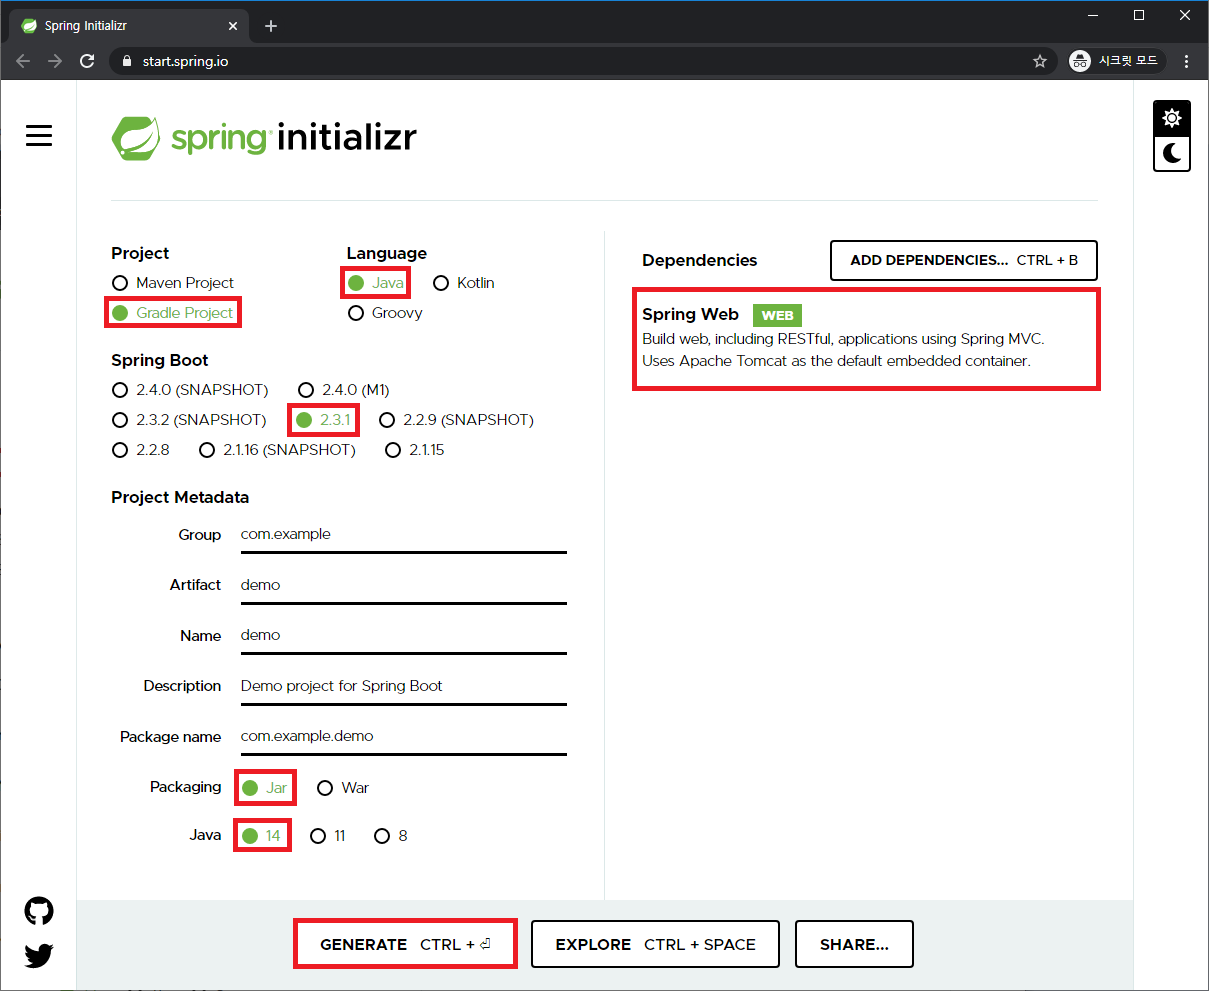 Spring Initializr
start.spring.io
시크릿 모드
spring initializr
Project
Maven Project
Gradle Project
Language
Java
Kotlin
Groovy
Spring Boot
2.4.0 (SNAPSHOT)
2.4.0 (M1)
2.3.2 (SNAPSHOT)
2.3.1
2.2.9 (SNAPSHOT)
2.2.8
2.1.16 (SNAPSHOT)
2.1.15
Project Metadata
Group com.example
Artifact demo
Name demo
Description Demo project for Spring Boot
Package name com.example.demo
Packaging Jar War
Java 14 11 8
Dependencies
ADD DEPENDENCIES... CTRL + B
Spring Web WEB
Build web, including RESTful, applications using Spring MVC.
Uses Apache Tomcat as the default embedded container.
GENERATE CTRL + ⏎
EXPLORE CTRL + SPACE
SHARE...